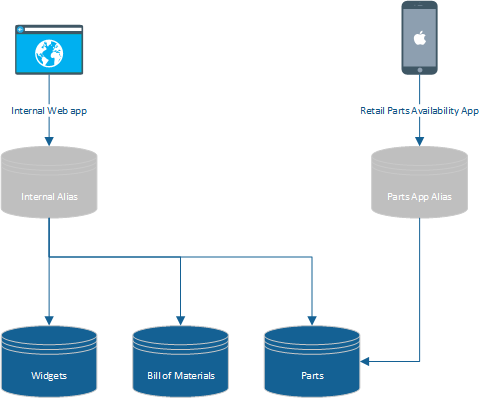 Internal Web app
Retail Parts Availability App
Internal Alias
Parts App Alias
Widgets
Bill of Materials
Parts